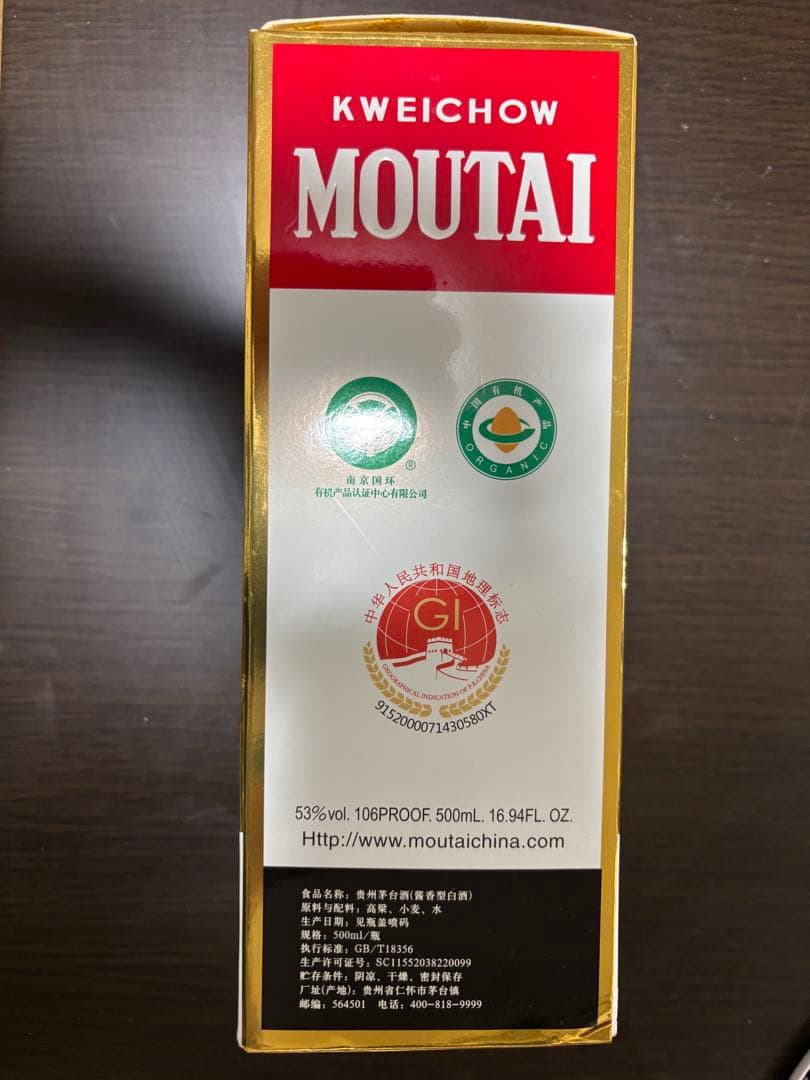 KWEICHOW
MOUTAI
®
南京国环
有机产品认证中心有限公司
中国有机产品
ORGANIC
中华人民共和国地理标志
GI
GEOGRAPHICAL INDICATION OF P.R.CHINA
9152000071430580XT
53%vol. 106PROOF. 500mL. 16.94FL. OZ.
Http://www.moutaichina.com
食品名称：贵州茅台酒(酱香型白酒)
原料与配料：高粱、小麦、水
生产日期：见瓶盖喷码
规格：500ml/瓶
执行标准：GB/T18356
生产许可证号：SC11552038220099
贮存条件：阴凉、干燥、密封保存
厂址(产地)：贵州省仁怀市茅台镇
邮编：564501 电话：400-818-9999